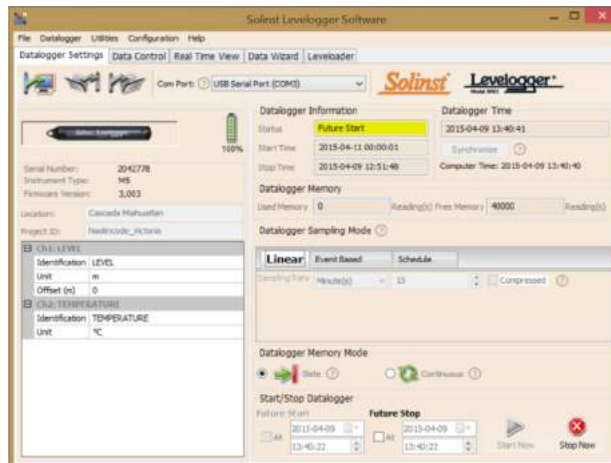 Solinst Levelogger Software
File Datalogger Utilities Configuration Help
Datalogger Settings Data Control Real Time View Data Wizard Leveloader
Com Port: USB Serial Port (COM3)
Solinst Levelogger
100%
Serial Number: 2042778
Instrument Type: M5
Firmware Version: 3,003
Location: Cascada Mahuatlan
Project ID:
Ch1: LEVEL
Identification LEVEL
Unit m
Offset (m) 0
Ch2: TEMPERATURE
Identification TEMPERATURE
Unit °C
Datalogger Information
Status Future Start
Start Time 2015-04-11 00:00:01
Stop Time 2015-04-09 12:51:48
Datalogger Time
2015-04-09 13:40:41
Synchronise
Computer Time: 2015-04-09 13:40:40
Datalogger Memory
Used Memory 0 Reading(s) Free Memory 40000 Reading(s)
Datalogger Sampling Mode
Linear Event Based Schedule
Sampling Rate Minute(s) 15 Compressed
Datalogger Memory Mode
Slate Continuous
Start/Stop Datalogger
Future Start Future Stop
At 2015-04-09 At 2015-04-09
13:40:22 13:40:22
Start Now Stop Now